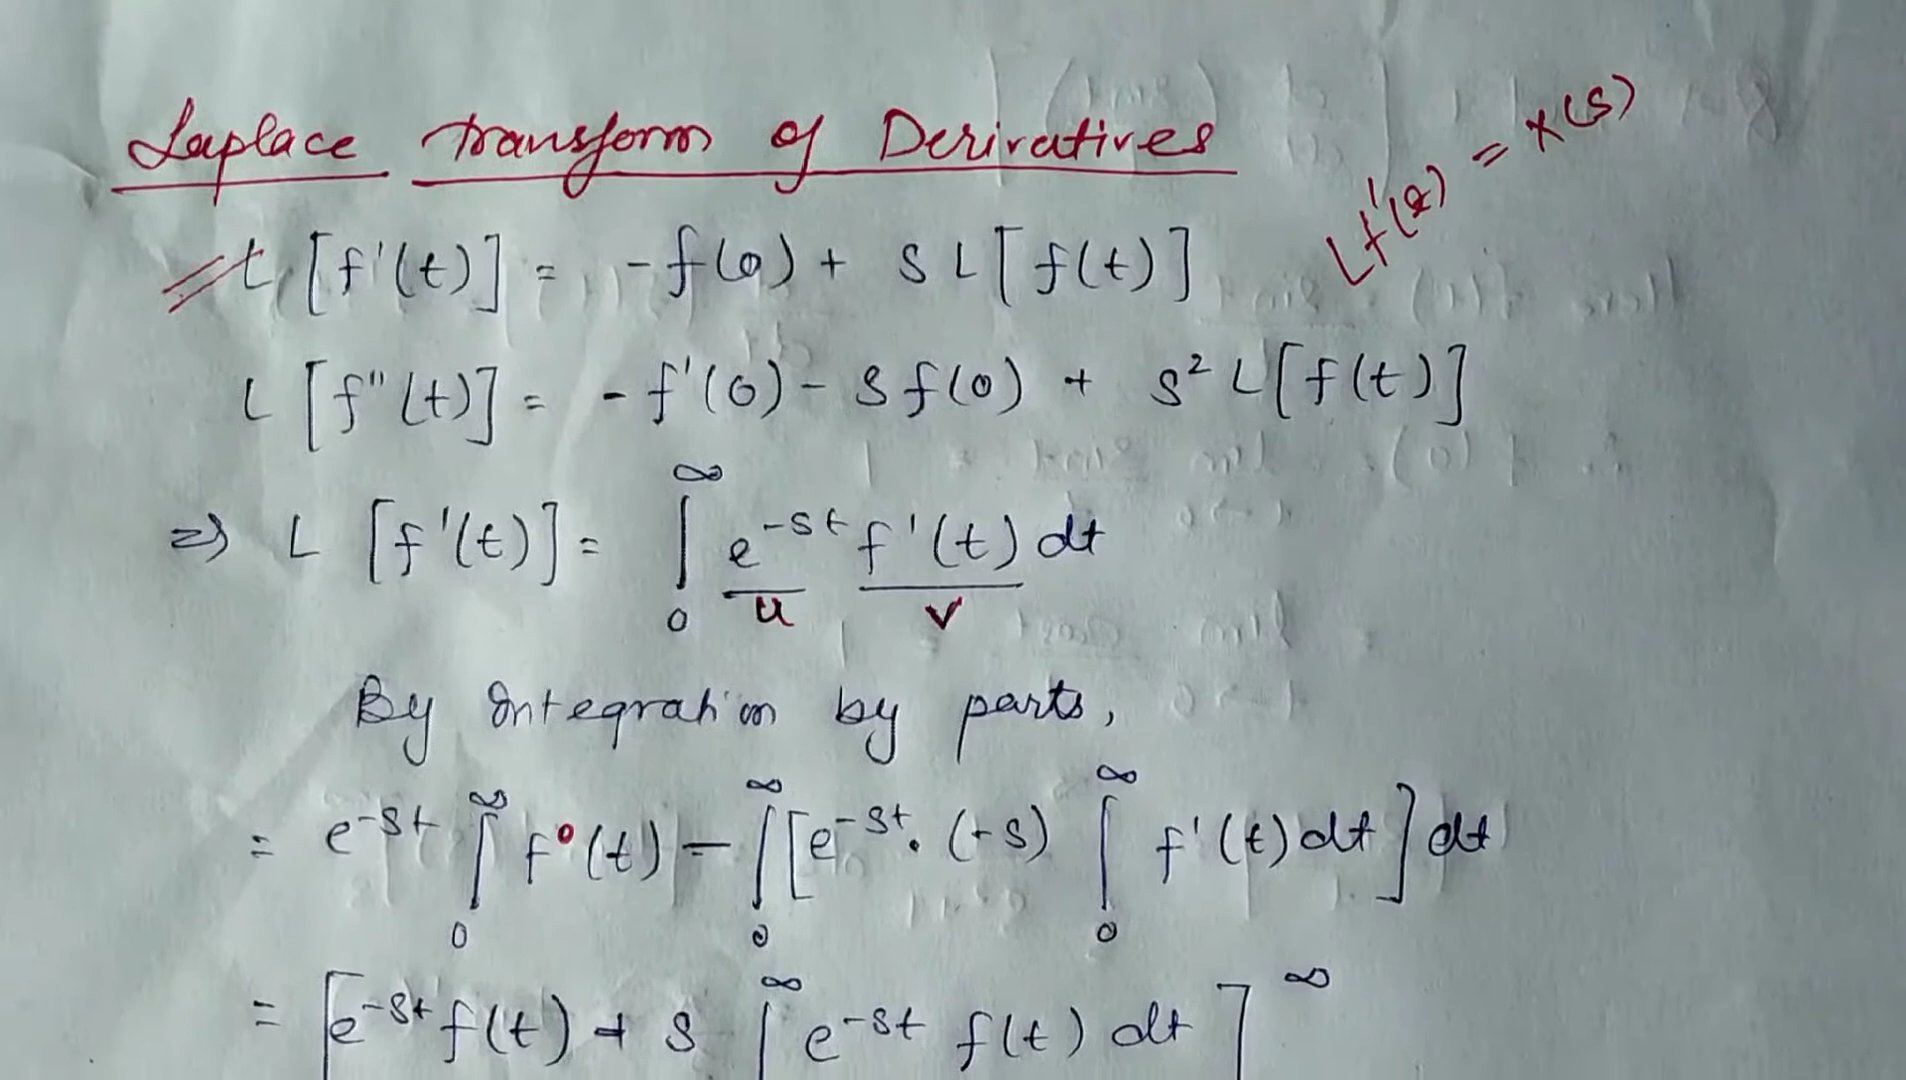 Laplace transform of Derivatives
L f'(x) = x(s)
L [f'(t)] = -f(0) + s L[f(t)]
L [f''(t)] = -f'(0) - s f(0) + s² L[f(t)]
⇒ L [f'(t)] = ∫₀^∞ e^{-st} f'(t) dt
u v
By Integration by parts,
= e^{-st} ∫₀^∞ f'(t) - ∫₀^∞ [e^{-st} . (-s) ∫₀^∞ f'(t) dt] dt
= [e^{-st} f(t) + s ∫^∞ e^{-st} f(t) dt]^∞